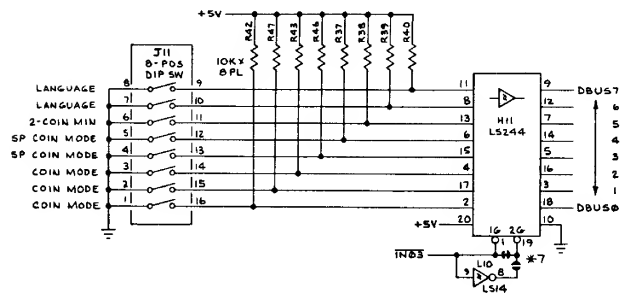 +5V
R42
R47
R43
R46
R37
R38
R39
R40
J11
8-POS
DIP SW
10K x
8 PL
LANGUAGE 8 9 11 9 DBUS7
LANGUAGE 7 10 8 12 6
2-COIN MIN 6 11 13 7 5
SP COIN MODE 5 12 6 14 4
SP COIN MODE 4 13 15 5 3
COIN MODE 3 14 4 16 2
COIN MODE 2 15 17 3 1
COIN MODE 1 16 2 18 DBUS0
H11
LS244
+5V 20 10
1G 2G
1 19
IN03
*7
L10
9 8
LS14